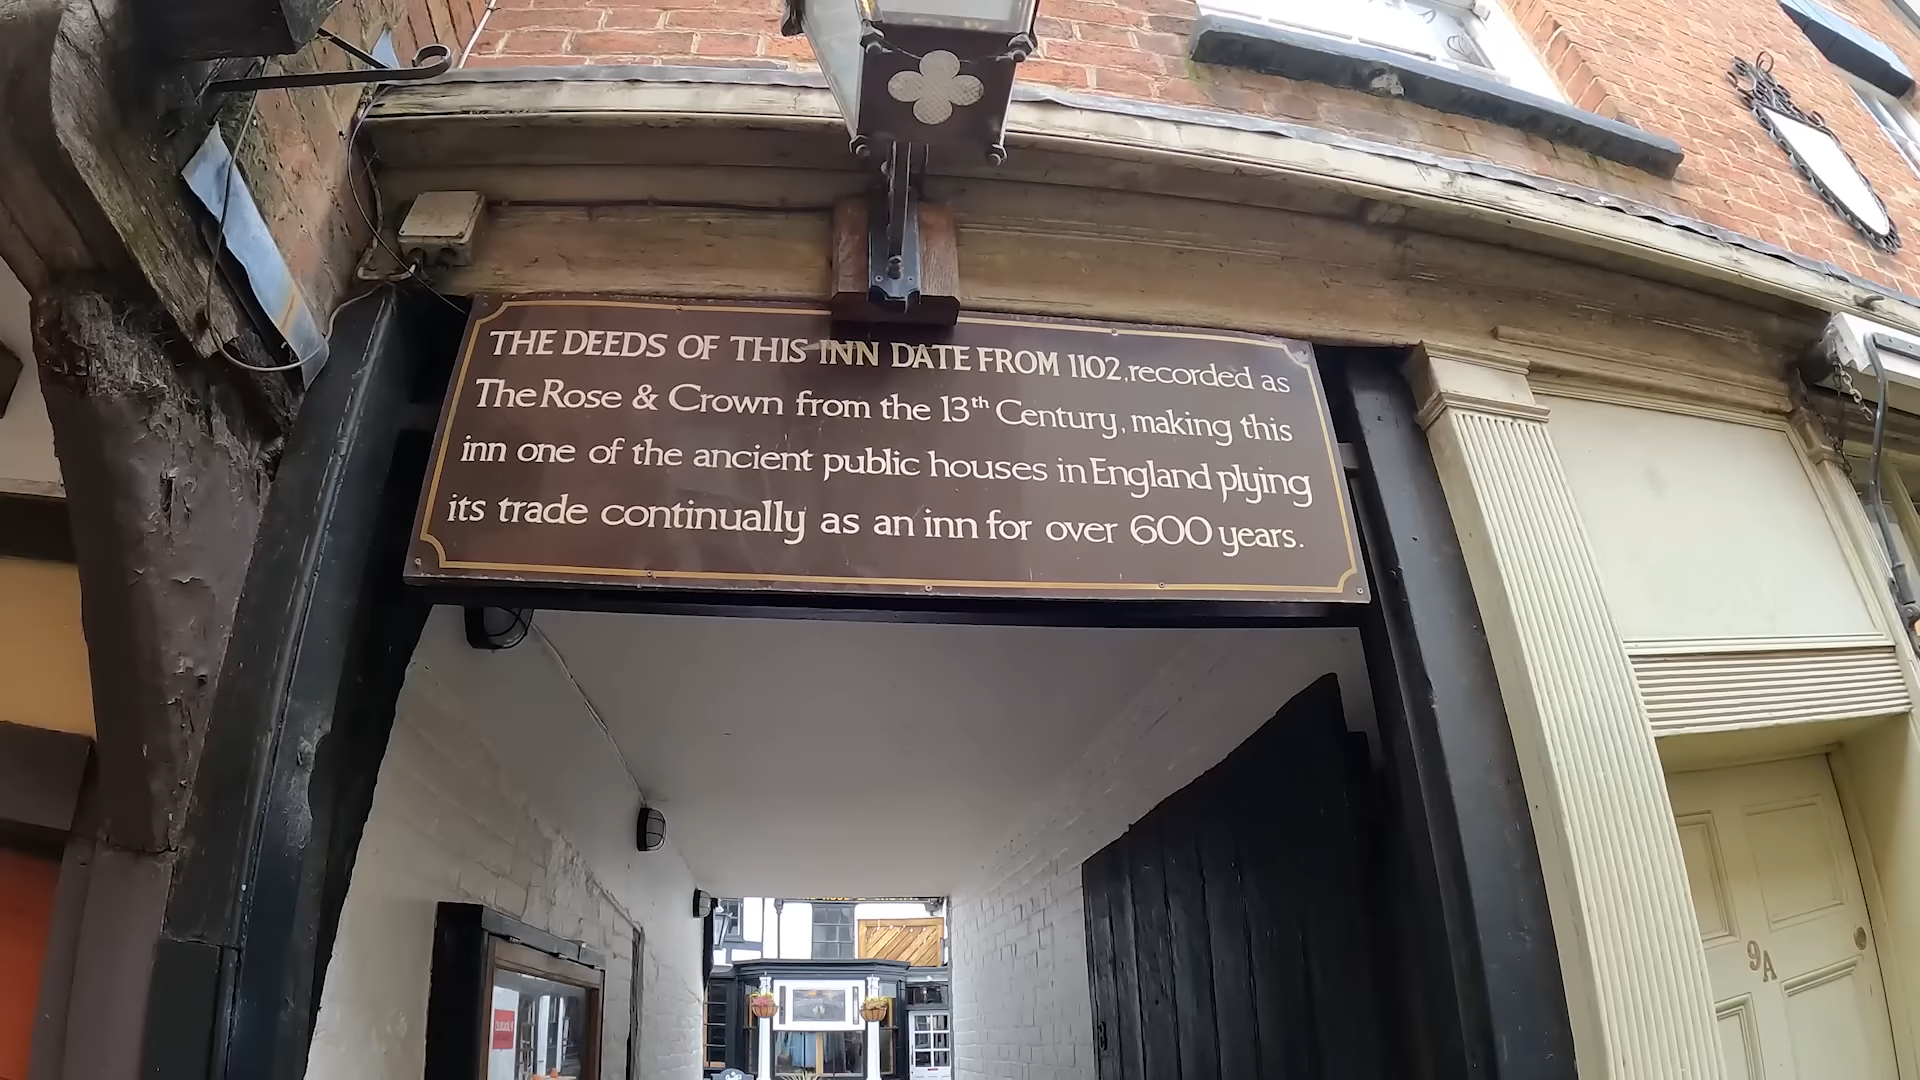 THE DEEDS OF THIS INN DATE FROM 1102, recorded as
The Rose & Crown from the 13th Century, making this
inn one of the ancient public houses in England plying
its trade continually as an inn for over 600 years.
9A